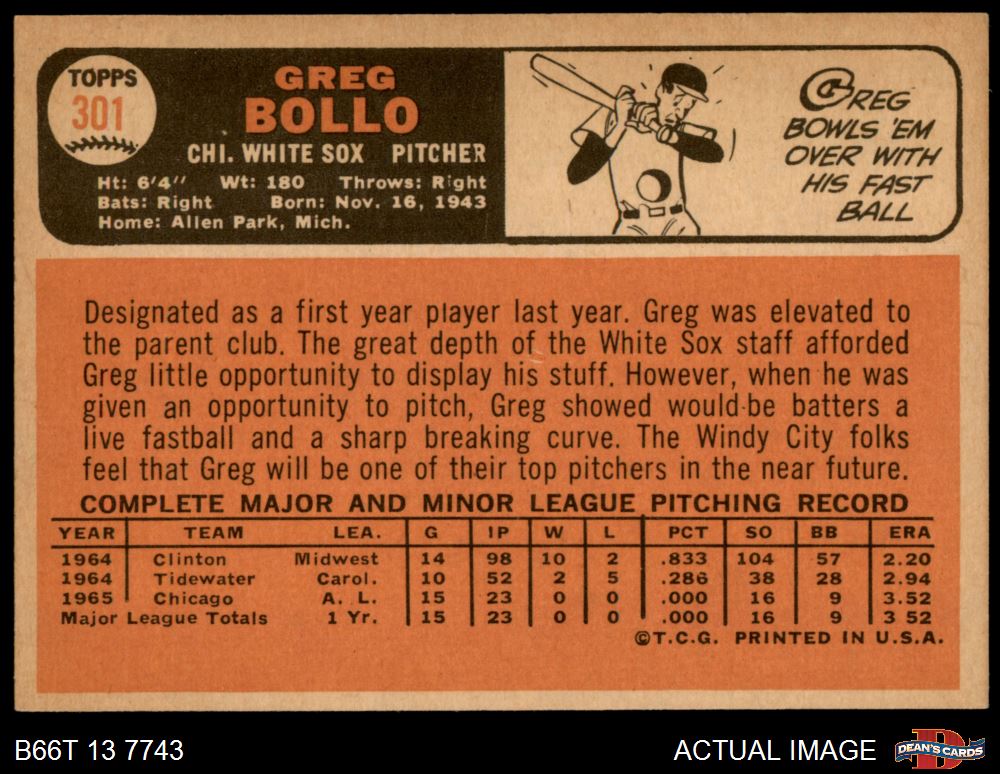 TOPPS
301
GREG
BOLLO
CHI. WHITE SOX PITCHER
Ht: 6'4" Wt: 180 Throws: Right
Bats: Right Born: Nov. 16, 1943
Home: Allen Park, Mich.
GREG
BOWLS 'EM
OVER WITH
HIS FAST
BALL
Designated as a first year player last year. Greg was elevated to
the parent club. The great depth of the White Sox staff afforded
Greg little opportunity to display his stuff. However, when he was
given an opportunity to pitch, Greg showed would-be batters a
live fastball and a sharp breaking curve. The Windy City folks
feel that Greg will be one of their top pitchers in the near future.
COMPLETE MAJOR AND MINOR LEAGUE PITCHING RECORD
YEAR TEAM LEA. G IP W L PCT SO BB ERA
1964 Clinton Midwest 14 98 10 2 .833 104 57 2.20
1964 Tidewater Carol. 10 52 2 5 .286 38 28 2.94
1965 Chicago A. L. 15 23 0 0 .000 16 9 3.52
Major League Totals 1 Yr. 15 23 0 0 .000 16 9 3 52
©T.C.G. PRINTED IN U.S.A.
B66T 13 7743 ACTUAL IMAGE DEAN'S CARDS